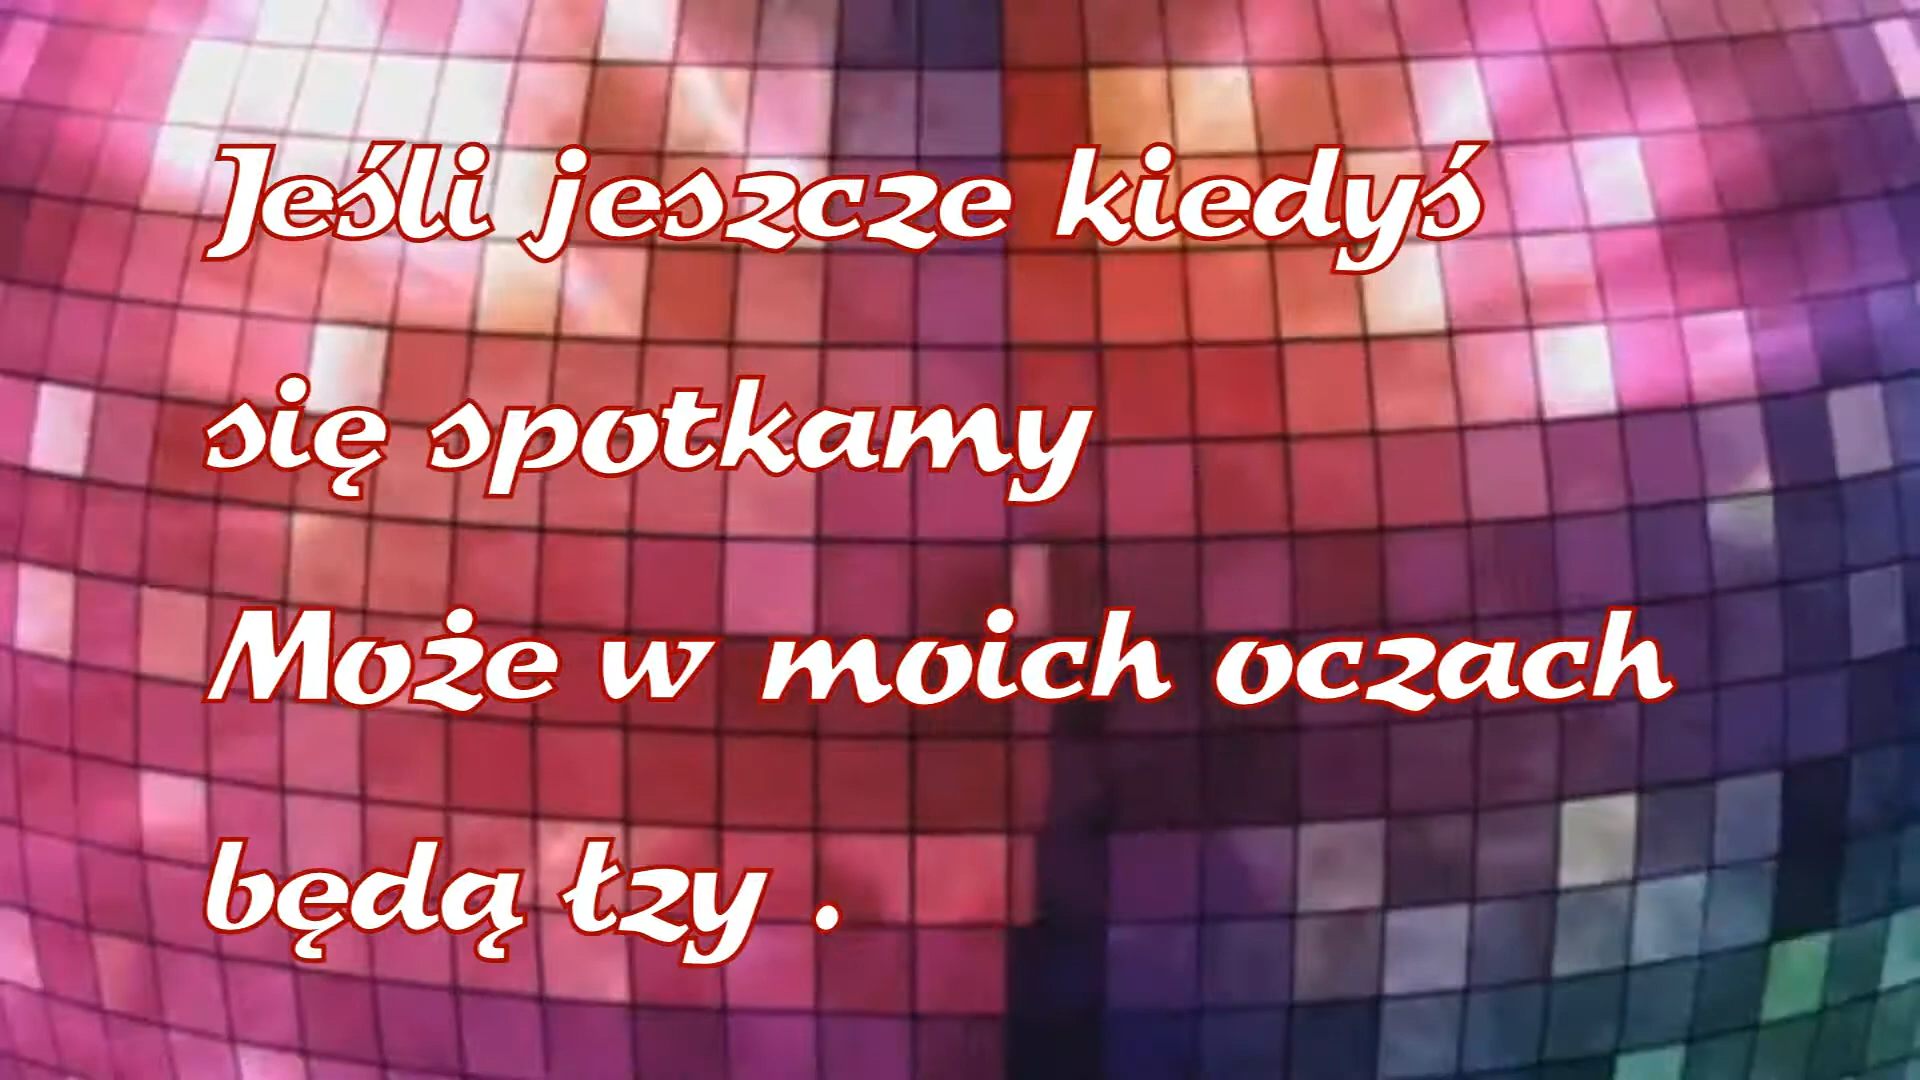 Jeśli jeszcze kiedyś
się spotkamy
Może w moich oczach
będą łzy .